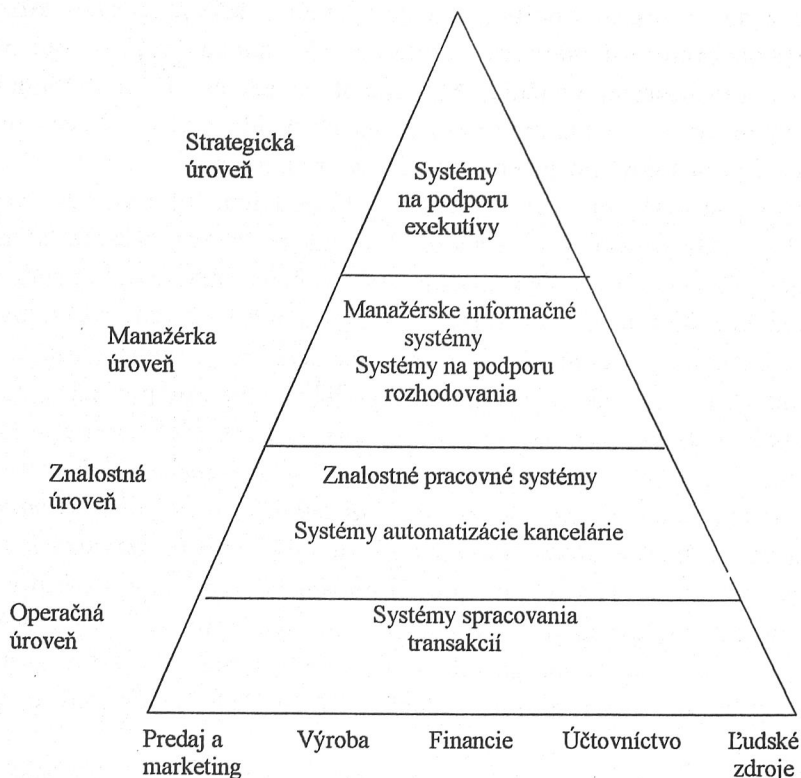 Strategická
úroveň
Systémy
na podporu
exekutívy
Manažérka
úroveň
Manažérske informačné
systémy
Systémy na podporu
rozhodovania
Znalostná
úroveň
Znalostné pracovné systémy
Systémy automatizácie kancelárie
Operačná
úroveň
Systémy spracovania
transakcií
Predaj a
marketing
Výroba
Financie
Účtovníctvo
Ľudské
zdroje